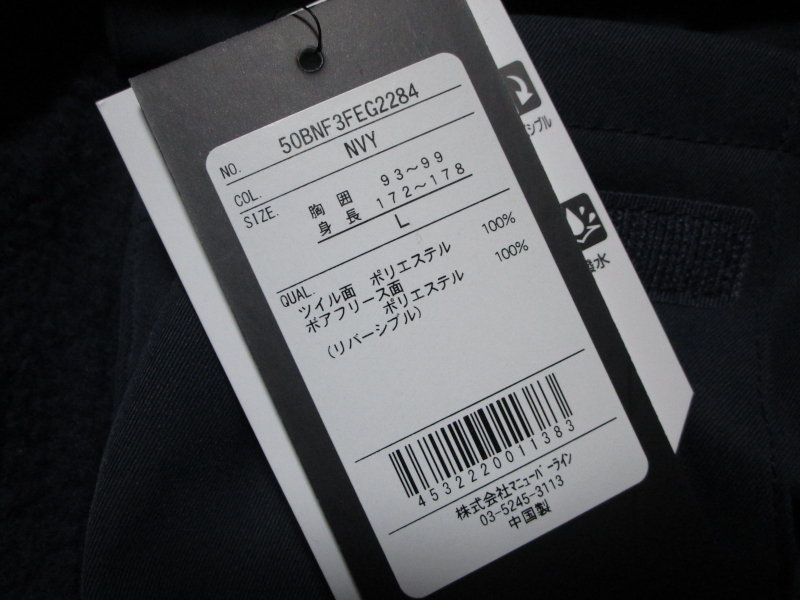 NO. 50BNF3FEG2284
COL. NVY
SIZE. 胸囲 93～99
身長 172～178
L
QUAL.
ツイル面 ポリエステル 100%
ボアフリース面
ポリエステル 100%
(リバーシブル)
4532220011383
株式会社マニューバーライン
03-5245-3113
中国製
シブル
撥水